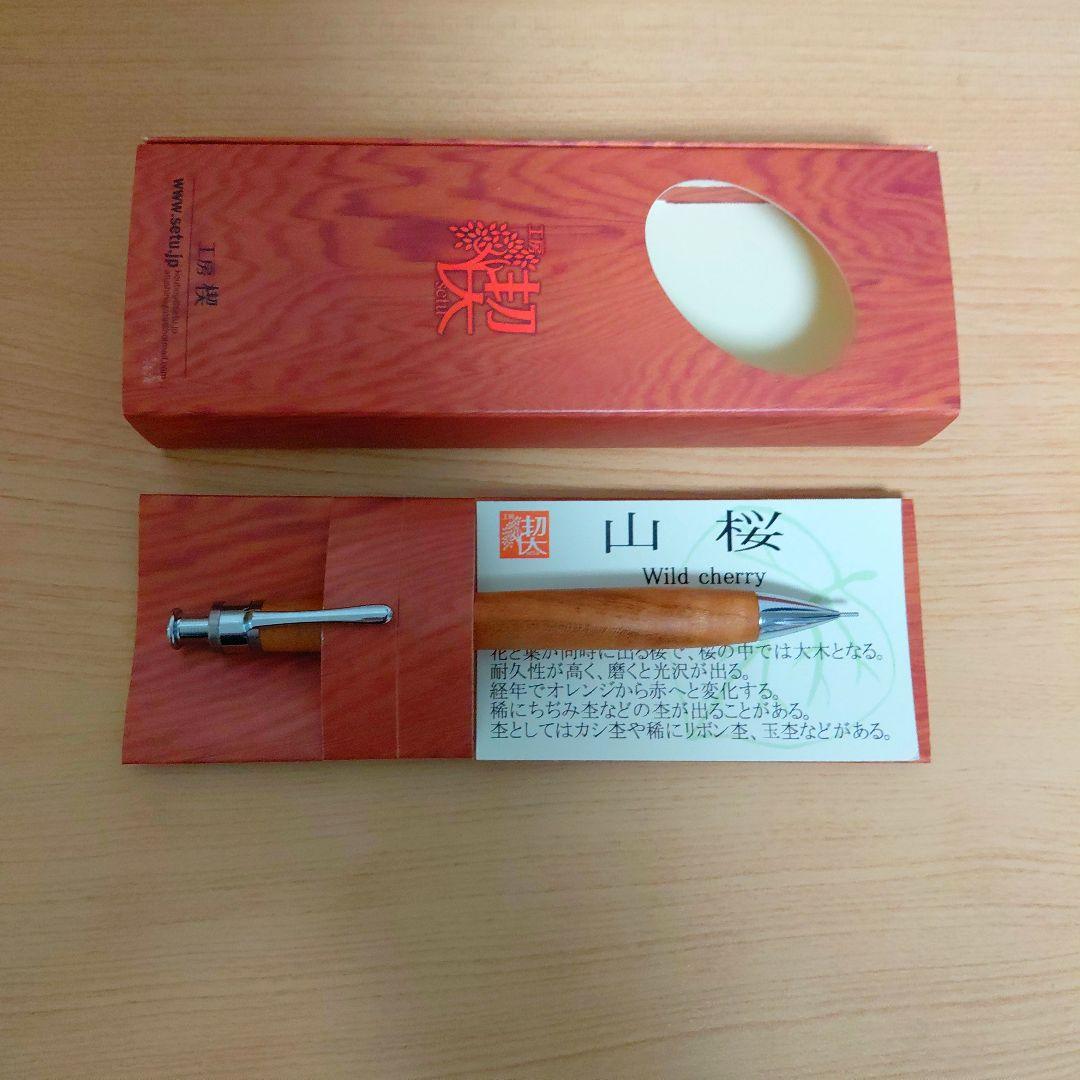 工房 楔
www.setu.jp
工房
楔
setu
工房
楔
山 桜
Wild cherry
花と葉が同時に出る桜で、桜の中では大木となる。
耐久性が高く、磨くと光沢が出る。
経年でオレンジから赤へと変化する。
稀にちぢみ杢などの杢が出ることがある。
杢としてはカシ杢や稀にリボン杢、玉杢などがある。